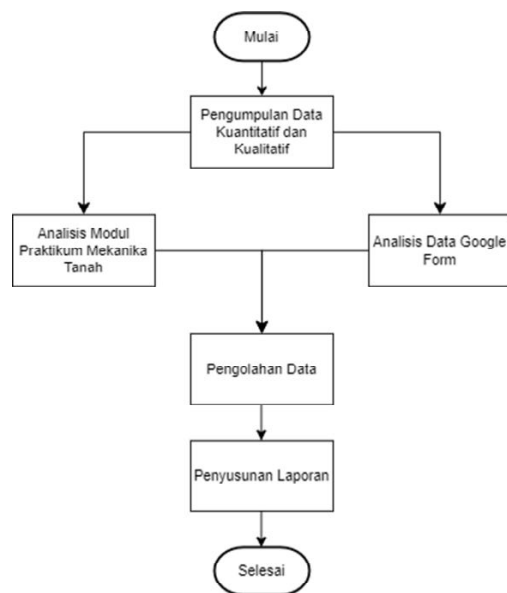 Mulai
Pengumpulan Data
Kuantitatif dan
Kualitatif
Analisis Modul
Praktikum Mekanika
Tanah
Analisis Data Google
Form
Pengolahan Data
Penyusunan Laporan
Selesai